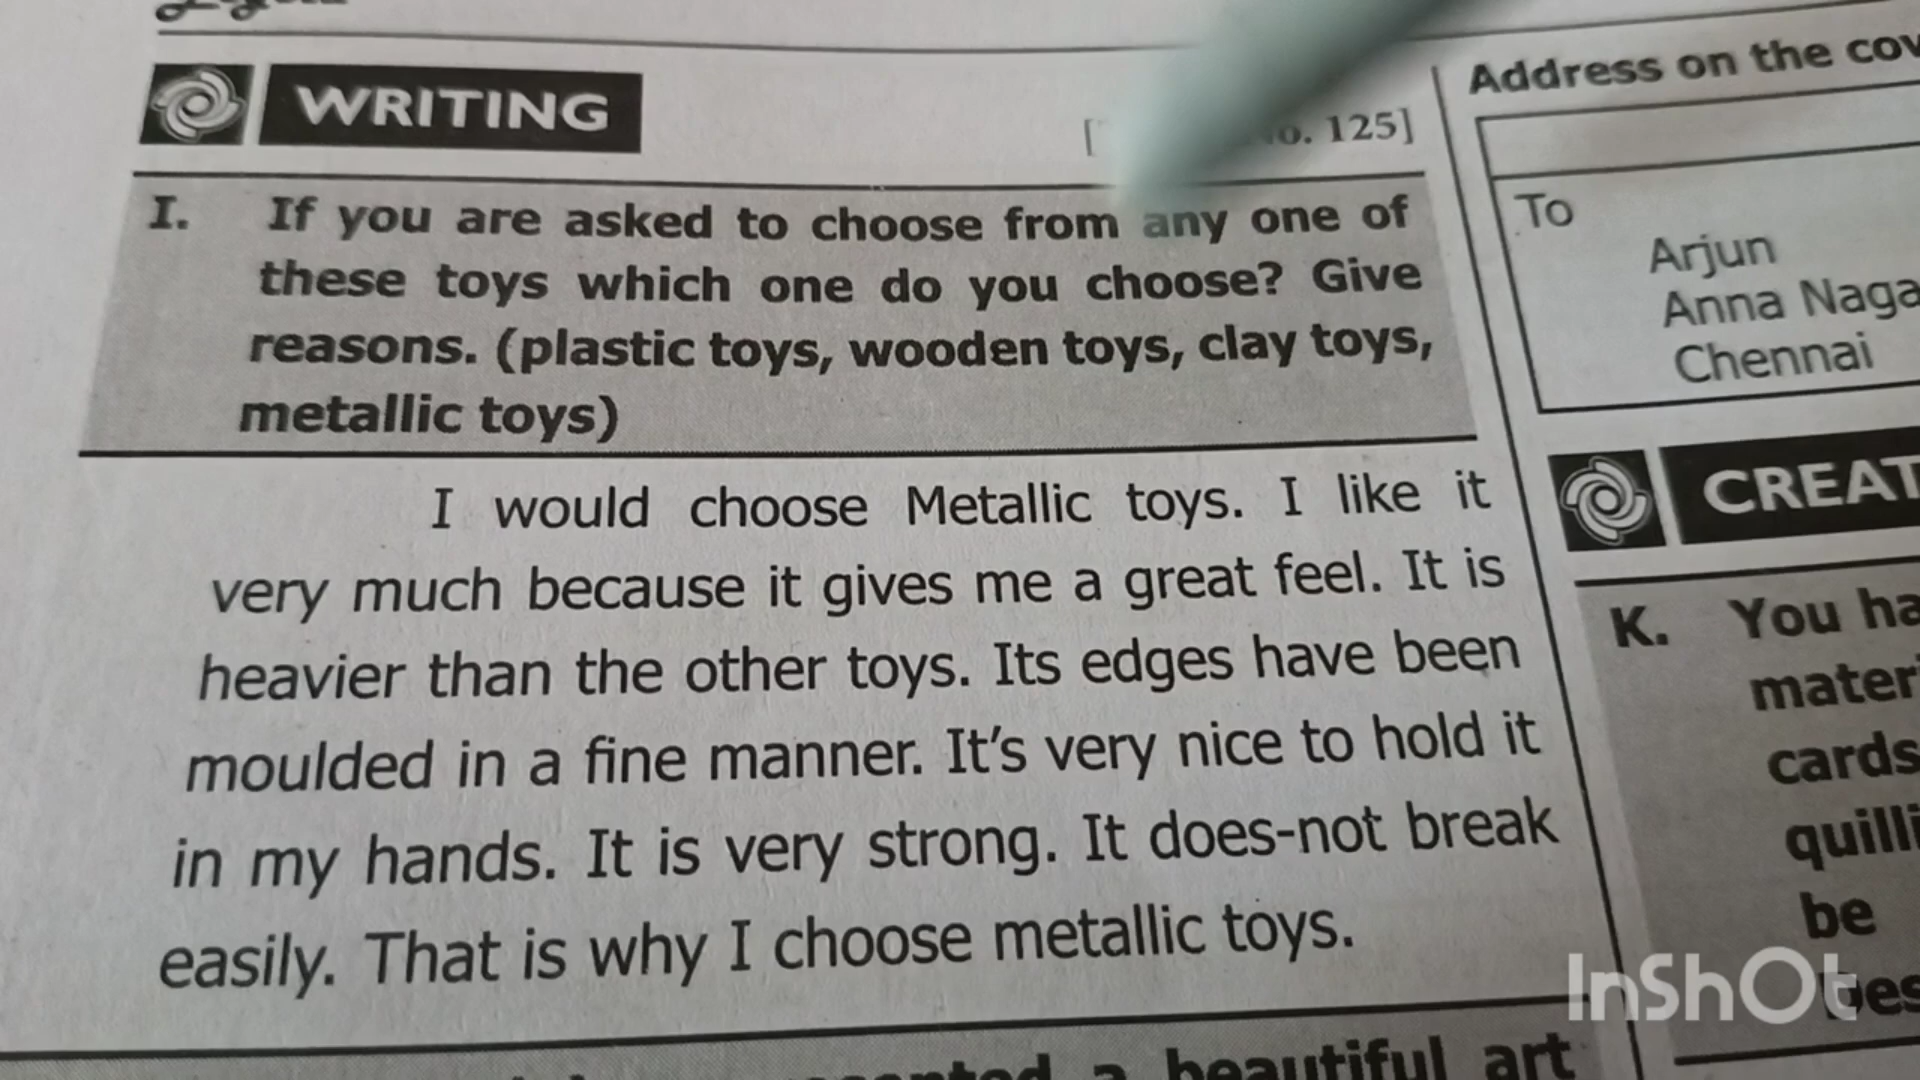 WRITING
No. 125]
I. If you are asked to choose from any one of
these toys which one do you choose? Give
reasons. (plastic toys, wooden toys, clay toys,
metallic toys)
I would choose Metallic toys. I like it
very much because it gives me a great feel. It is
heavier than the other toys. Its edges have been
moulded in a fine manner. It's very nice to hold it
in my hands. It is very strong. It does-not break
easily. That is why I choose metallic toys.
a beautiful art
Address on the
To
Arjun
Anna
Chennai
K. You
cards
be
InShOt